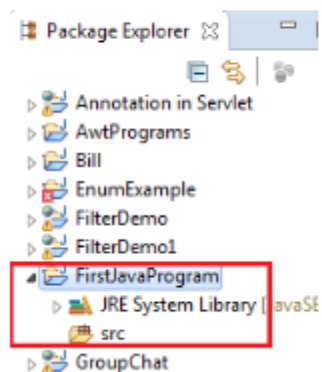 Package Explorer
Annotation in Servlet
AwtPrograms
Bill
EnumExample
FilterDemo
FilterDemo1
FirstJavaProgram
JRE System Library [JavaSE
src
GroupChat